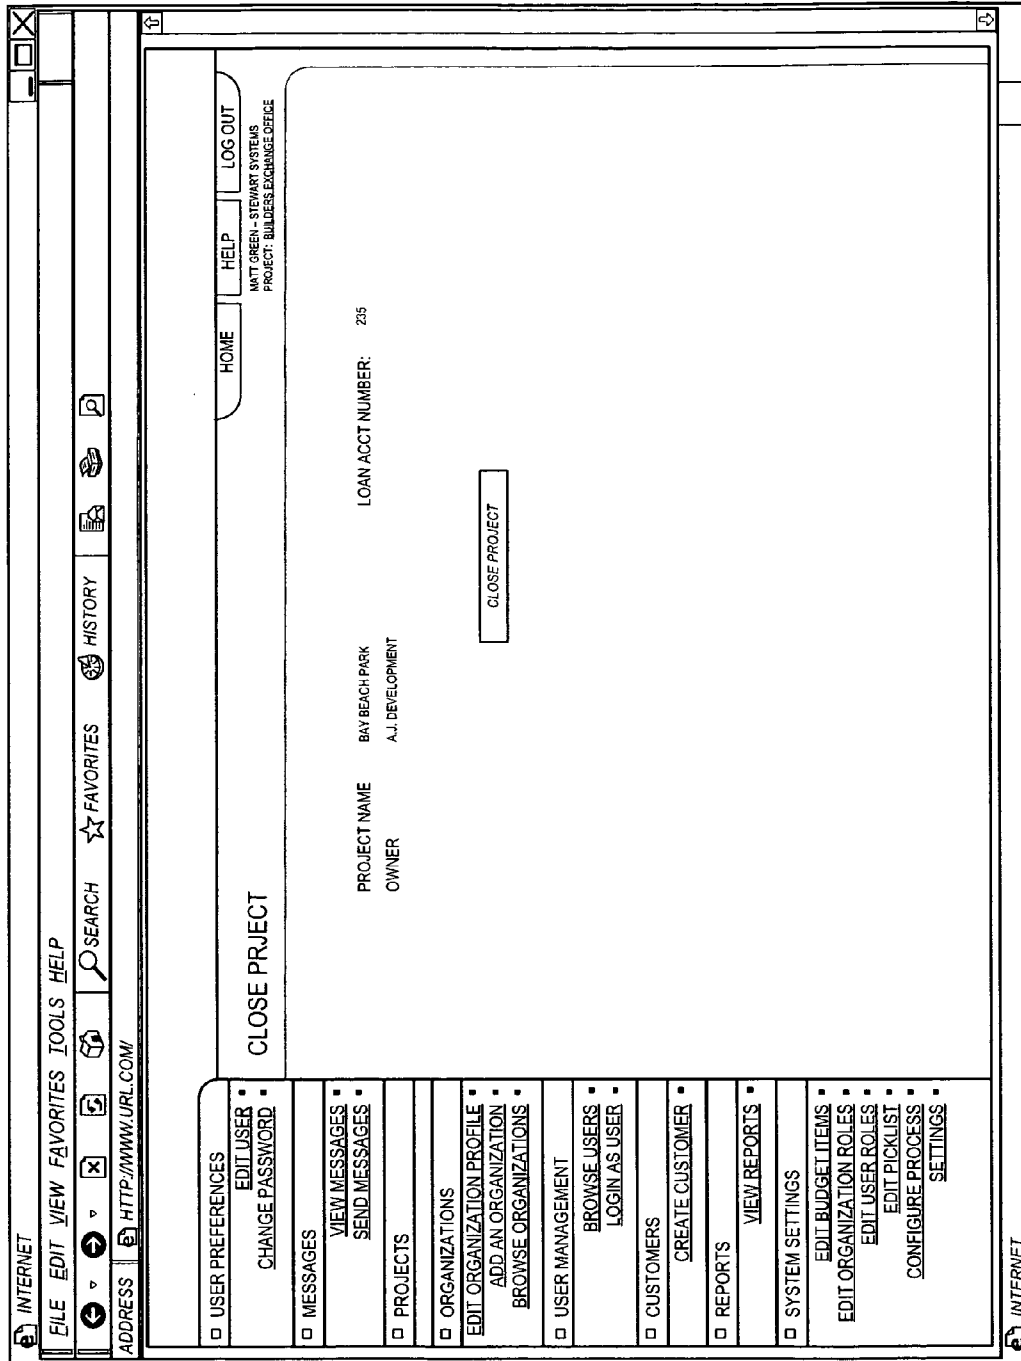 INTERNET
FILE EDIT VIEW FAVORITES TOOLS HELP
SEARCH FAVORITES HISTORY
ADDRESS HTTP://WWW.URL.COM/
HOME HELP LOG OUT
MATT GREEN – STEWART SYSTEMS
PROJECT: BUILDERS EXCHANGE OFFICE
CLOSE PRJECT
USER PREFERENCES
EDIT USER
CHANGE PASSWORD
MESSAGES
VIEW MESSAGES
SEND MESSAGES
PROJECTS
ORGANIZATIONS
EDIT ORGANIZATION PROFILE
ADD AN ORGANIZATION
BROWSE ORGANIZATIONS
USER MANAGEMENT
BROWSE USERS
LOGIN AS USER
CUSTOMERS
CREATE CUSTOMER
REPORTS
VIEW REPORTS
SYSTEM SETTINGS
EDIT BUDGET ITEMS
EDIT ORGANIZATION ROLES
EDIT USER ROLES
EDIT PICKLIST
CONFIGURE PROCESS
SETTINGS
PROJECT NAME BAY BEACH PARK LOAN ACCT NUMBER: 235
OWNER A.J. DEVELOPMENT
CLOSE PROJECT
INTERNET